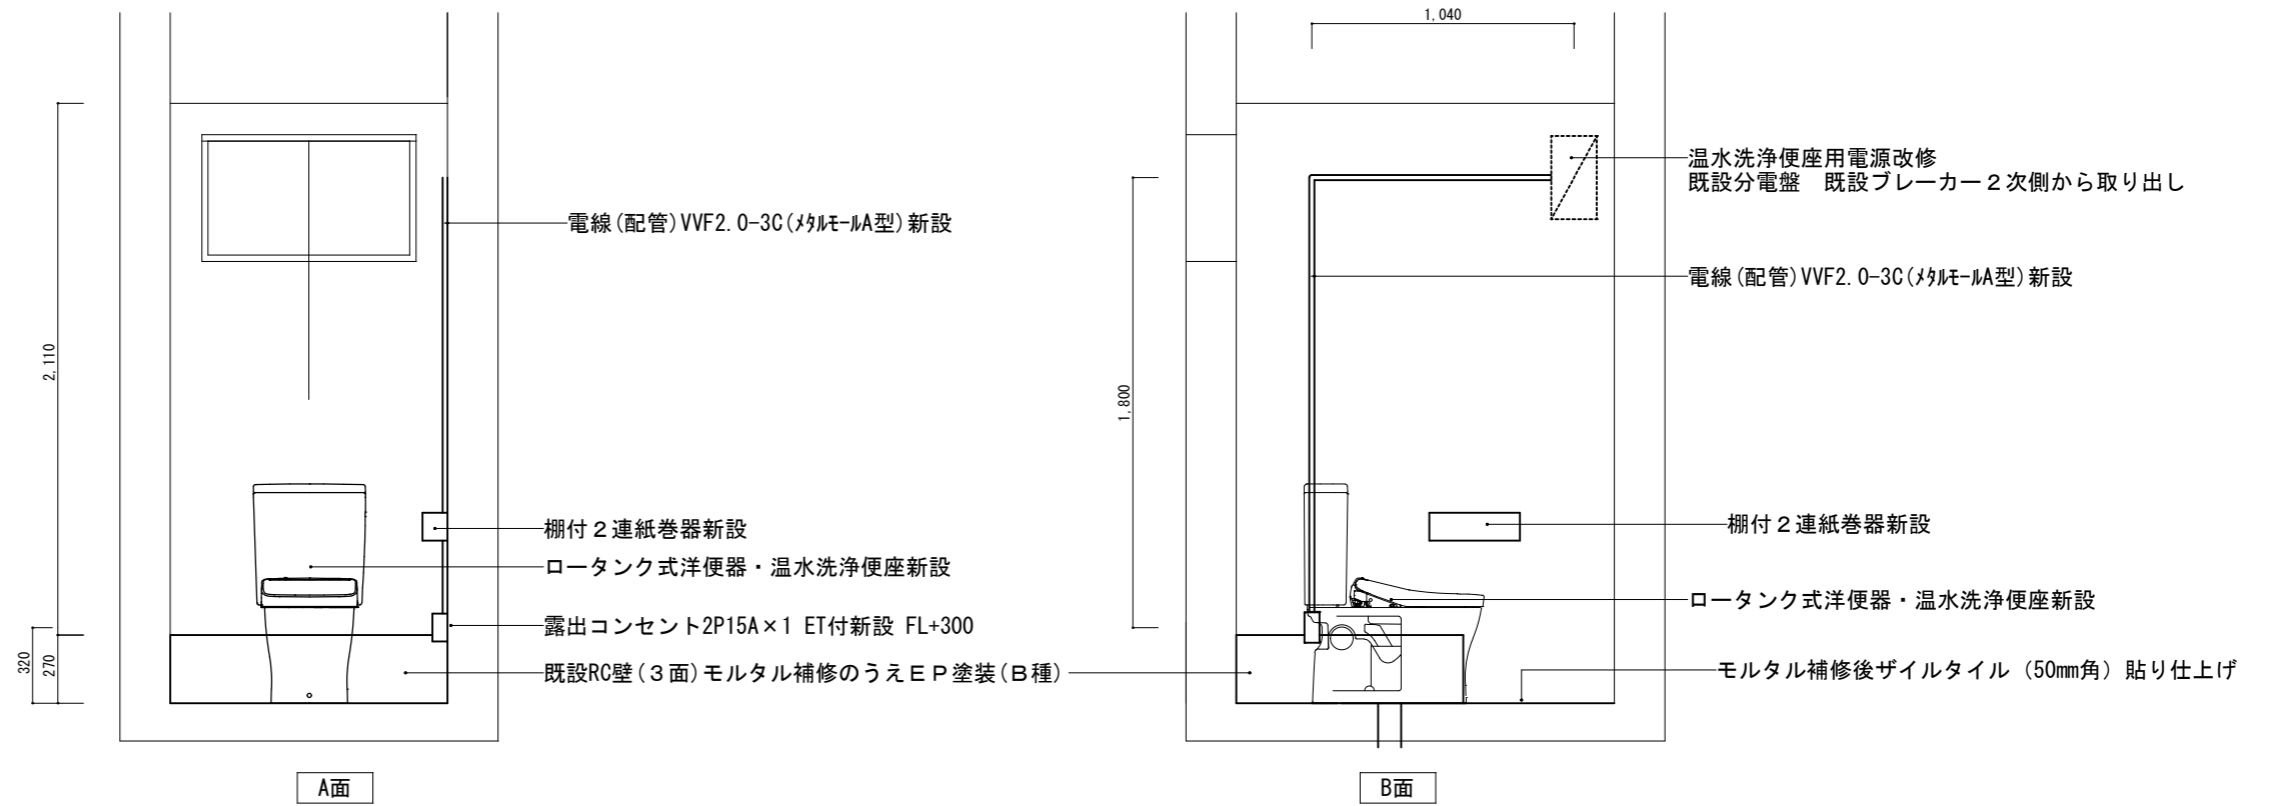 1,040
温水洗浄便座用電源改修
既設分電盤　既設ブレーカー２次側から取り出し
電線(配管)VVF2.0-3C(ﾒﾀﾙﾓｰﾙA型)新設
電線(配管)VVF2.0-3C(ﾒﾀﾙﾓｰﾙA型)新設
2,110
1,800
棚付２連紙巻器新設
棚付２連紙巻器新設
ロータンク式洋便器・温水洗浄便座新設
ロータンク式洋便器・温水洗浄便座新設
露出コンセント2P15A×1 ET付新設 FL+300
320
270
既設RC壁(３面)モルタル補修のうえＥＰ塗装(Ｂ種)
モルタル補修後ザイルタイル（50mm角）貼り仕上げ
A面
B面